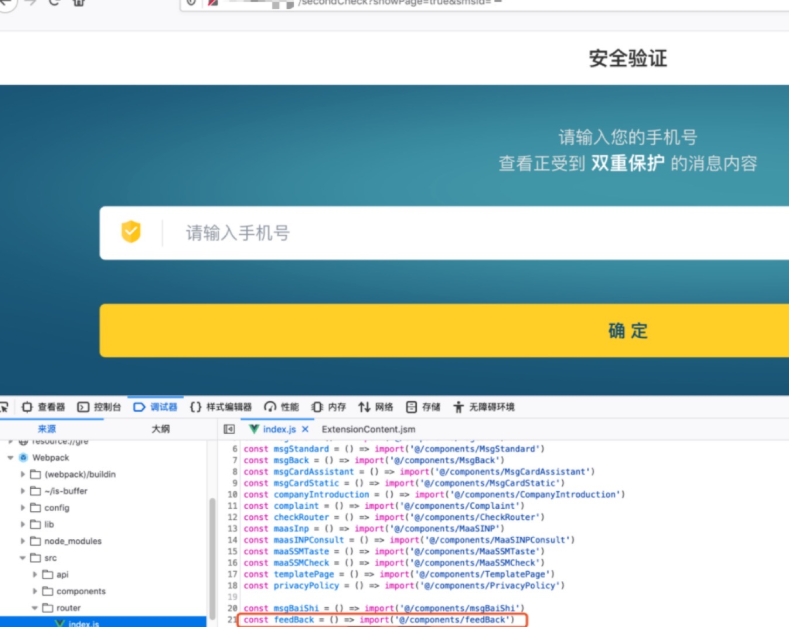 /secondCheck?showPage=true&smsId=
安全验证
请输入您的手机号
查看正受到 双重保护 的消息内容
请输入手机号
确 定
查看器 控制台 调试器 {} 样式编辑器 性能 内存 网络 存储 无障碍环境
来源 大纲
index.js × ExtensionContent.jsm
resource://gre
Webpack
(webpack)/buildin
~/is-buffer
config
lib
node_modules
src
api
components
router
index.js
6 const msgStandard = () => import('@/components/MsgStandard')
7 const msgBack = () => import('@/components/MsgBack')
8 const msgCardAssistant = () => import('@/components/MsgCardAssistant')
9 const msgCardStatic = () => import('@/components/MsgCardStatic')
10 const companyIntroduction = () => import('@/components/CompanyIntroduction')
11 const complaint = () => import('@/components/Complaint')
12 const checkRouter = () => import('@/components/CheckRouter')
13 const maasInp = () => import('@/components/MaaSINP')
14 const maasINPConsult = () => import('@/components/MaaSINPConsult')
15 const maaSSMTaste = () => import('@/components/MaaSSMTaste')
16 const maaSSMCheck = () => import('@/components/MaaSSMCheck')
17 const templatePage = () => import('@/components/TemplatePage')
18 const privacyPolicy = () => import('@/components/PrivacyPolicy')
19
20 const msgBaiShi = () => import('@/components/msgBaiShi')
21 const feedBack = () => import('@/components/feedBack')